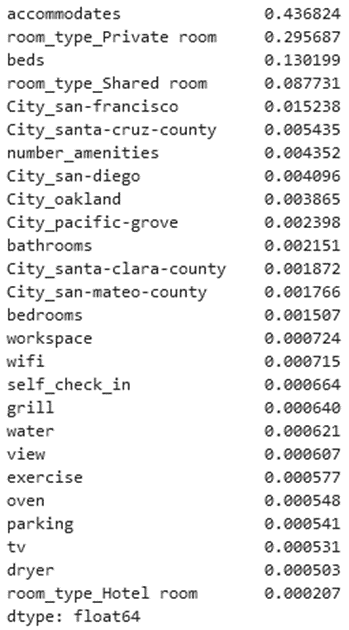 accommodates 0.436824
room_type_Private room 0.295687
beds 0.130199
room_type_Shared room 0.087731
City_san-francisco 0.015238
City_santa-cruz-county 0.005435
number_amenities 0.004352
City_san-diego 0.004096
City_oakland 0.003865
City_pacific-grove 0.002398
bathrooms 0.002151
City_santa-clara-county 0.001872
City_san-mateo-county 0.001766
bedrooms 0.001507
workspace 0.000724
wifi 0.000715
self_check_in 0.000664
grill 0.000640
water 0.000621
view 0.000607
exercise 0.000577
oven 0.000548
parking 0.000541
tv 0.000531
dryer 0.000503
room_type_Hotel room 0.000207
dtype: float64